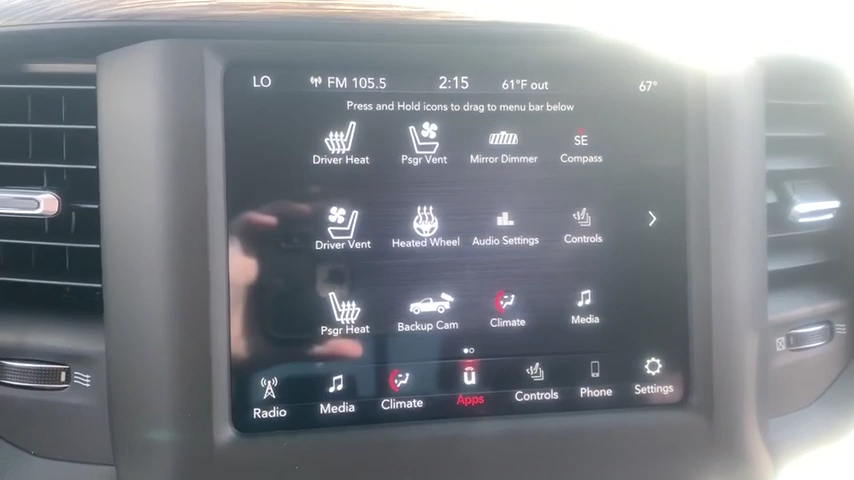 LO FM 105.5 2:15 61°F out 67°
Press and Hold icons to drag to menu bar below
SE
Driver Heat Psgr Vent Mirror Dimmer Compass
Driver Vent Heated Wheel Audio Settings Controls
Psgr Heat Backup Cam Climate Media
Radio Media Climate Apps Controls Phone Settings